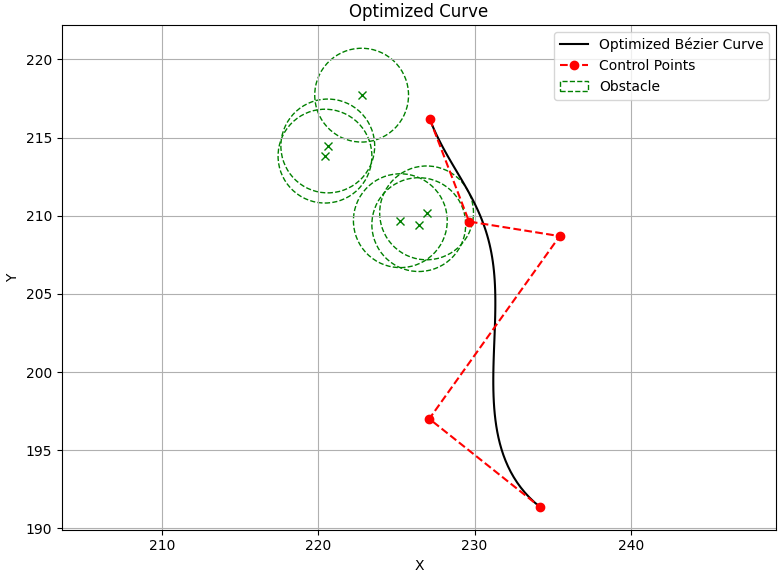 Optimized Curve
Optimized Bézier Curve
Control Points
Obstacle
220
215
210
205
200
195
190
Y
210
220
230
240
X